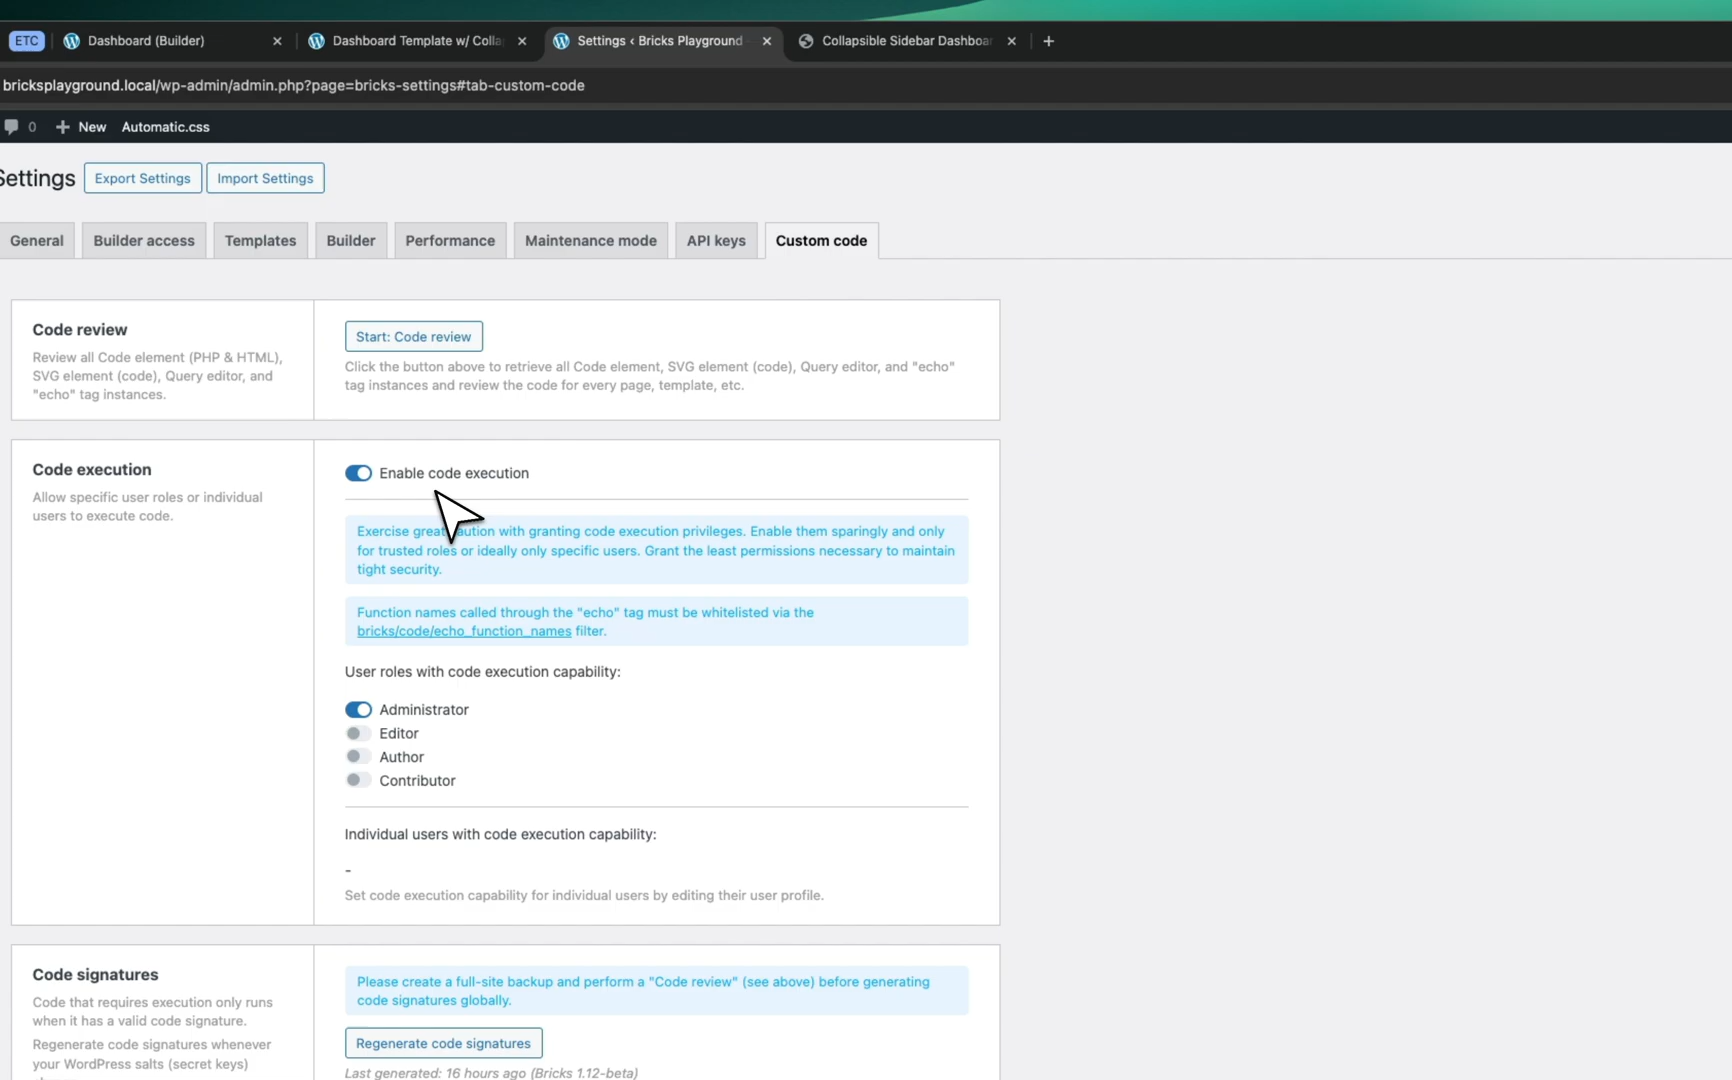 ETC
Dashboard (Builder)
Dashboard Template w/ Colla
Settings ‹ Bricks Playground
Collapsible Sidebar Dashboar
bricksplayground.local/wp-admin/admin.php?page=bricks-settings#tab-custom-code
0
New
Automatic.css
Settings
Export Settings
Import Settings
General
Builder access
Templates
Builder
Performance
Maintenance mode
API keys
Custom code
Code review
Review all Code element (PHP & HTML),
SVG element (code), Query editor, and
"echo" tag instances.
Start: Code review
Click the button above to retrieve all Code element, SVG element (code), Query editor, and "echo"
tag instances and review the code for every page, template, etc.
Code execution
Allow specific user roles or individual
users to execute code.
Enable code execution
Exercise great caution with granting code execution privileges. Enable them sparingly and only
for trusted roles or ideally only specific users. Grant the least permissions necessary to maintain
tight security.
Function names called through the "echo" tag must be whitelisted via the
bricks/code/echo_function_names filter.
User roles with code execution capability:
Administrator
Editor
Author
Contributor
Individual users with code execution capability:
-
Set code execution capability for individual users by editing their user profile.
Code signatures
Code that requires execution only runs
when it has a valid code signature.
Regenerate code signatures whenever
your WordPress salts (secret keys)
Please create a full-site backup and perform a "Code review" (see above) before generating
code signatures globally.
Regenerate code signatures
Last generated: 16 hours ago (Bricks 1.12-beta)